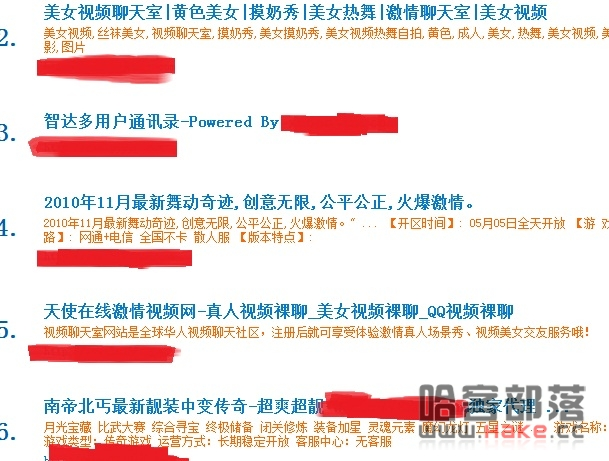 美女视频聊天室|黄色美女|摸奶秀|美女热舞|激情聊天室|美女视频
2.
美女视频,丝袜美女,视频聊天室,摸奶秀,美女摸奶秀,美女视频热舞自拍,黄色,成人,美女,热舞,美女视频,美
影,图片
3.
智达多用户通讯录-Powered By
2010年11月最新舞动奇迹,创意无限,公平公正,火爆激情。
4.
2010年11月最新舞动奇迹,创意无限,公平公正,火爆激情。"... 【开区时间】: 05月05日全天开放 【游 戏
路】: 网通+电信 全国不卡 散人服 【版本特点】:
天使在线激情视频网-真人视频裸聊_美女视频裸聊_QQ视频裸聊
5.
视频聊天室网站是全球华人视频聊天社区，注册后就可享受体验激情真人场景秀、视频美女交友服务哦!
南帝北丐最新靓装中变传奇-超爽超靓 独家代理 ...
6.
月光宝藏 比武大赛 综合寻宝 终极储备 闭关修炼 装备加星 灵魂元素 游戏名称:
游戏类型: 传奇游戏 运营方式: 长期稳定开放 客服中心: 无客服
哈客部落
www.Hake.cc